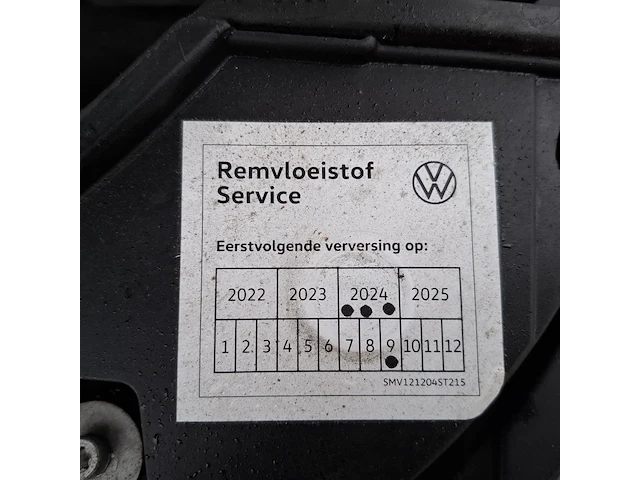 Remvloeistof
Service
Eerstvolgende verversing op:
2022 2023 2024 2025
1 2 3 4 5 6 7 8 9 10 11 12
SMV121204ST215